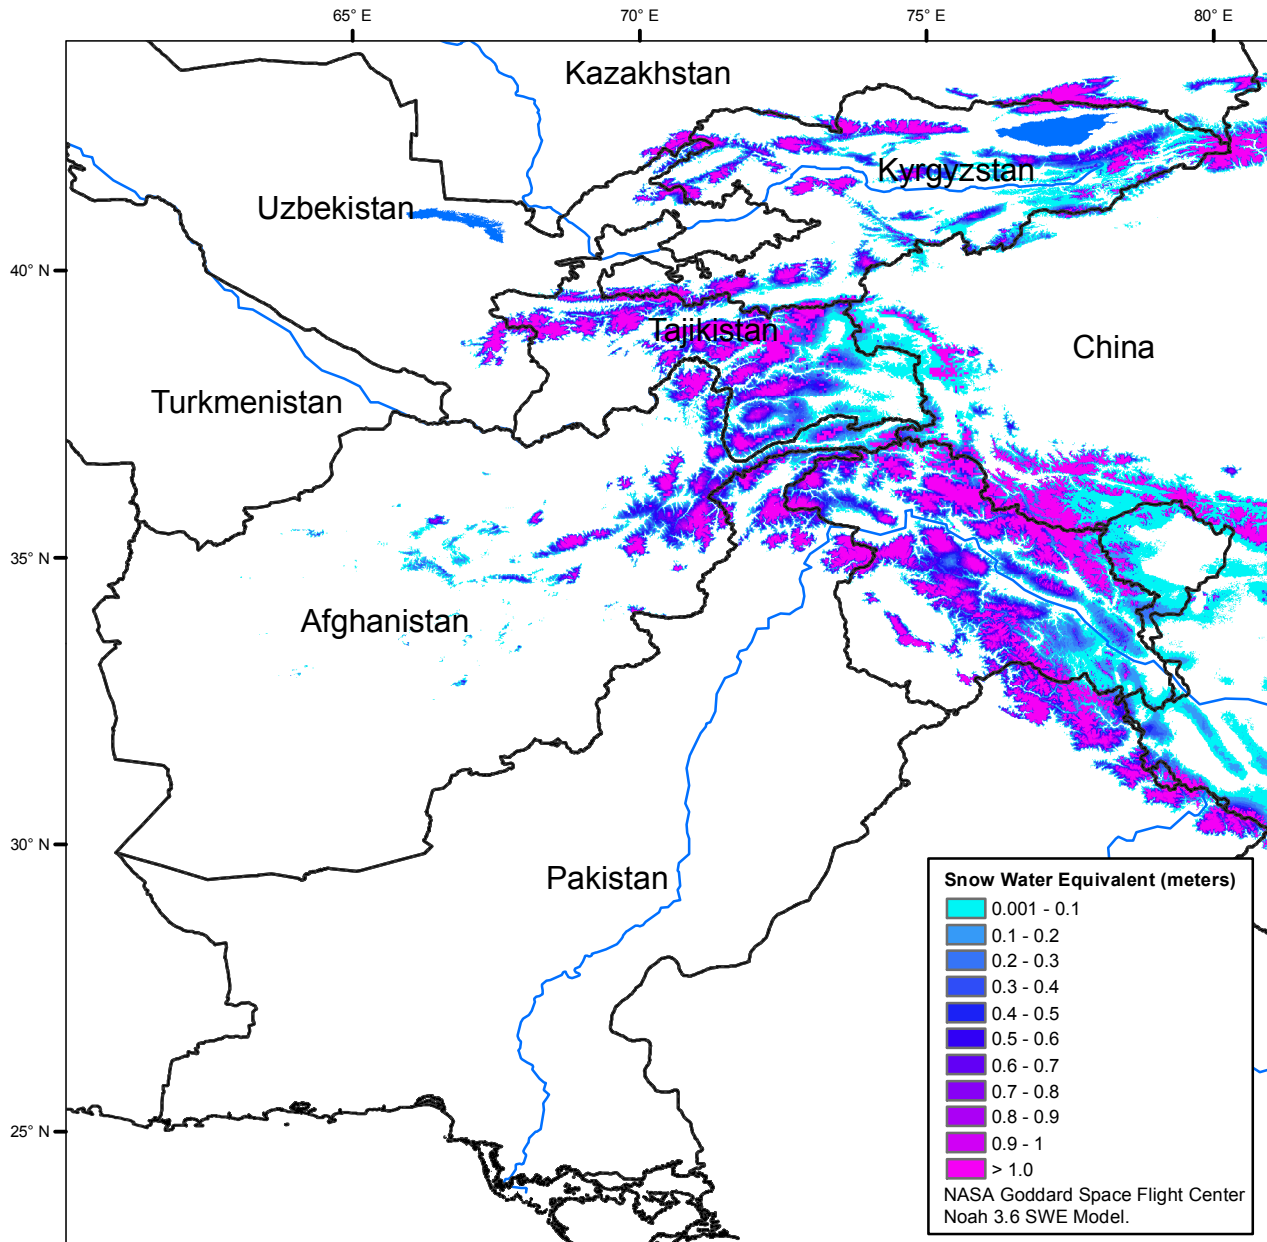 65° E
70° E
75° E
80° E
Kazakhstan
Kyrgyzstan
Uzbekistan
40° N
Tajikistan
China
Turkmenistan
35° N
Afghanistan
30° N
Pakistan
Snow Water Equivalent (meters)
0.001 - 0.1
0.1 - 0.2
0.2 - 0.3
0.3 - 0.4
0.4 - 0.5
0.5 - 0.6
0.6 - 0.7
0.7 - 0.8
0.8 - 0.9
0.9 - 1
> 1.0
25° N
NASA Goddard Space Flight Center
Noah 3.6 SWE Model.